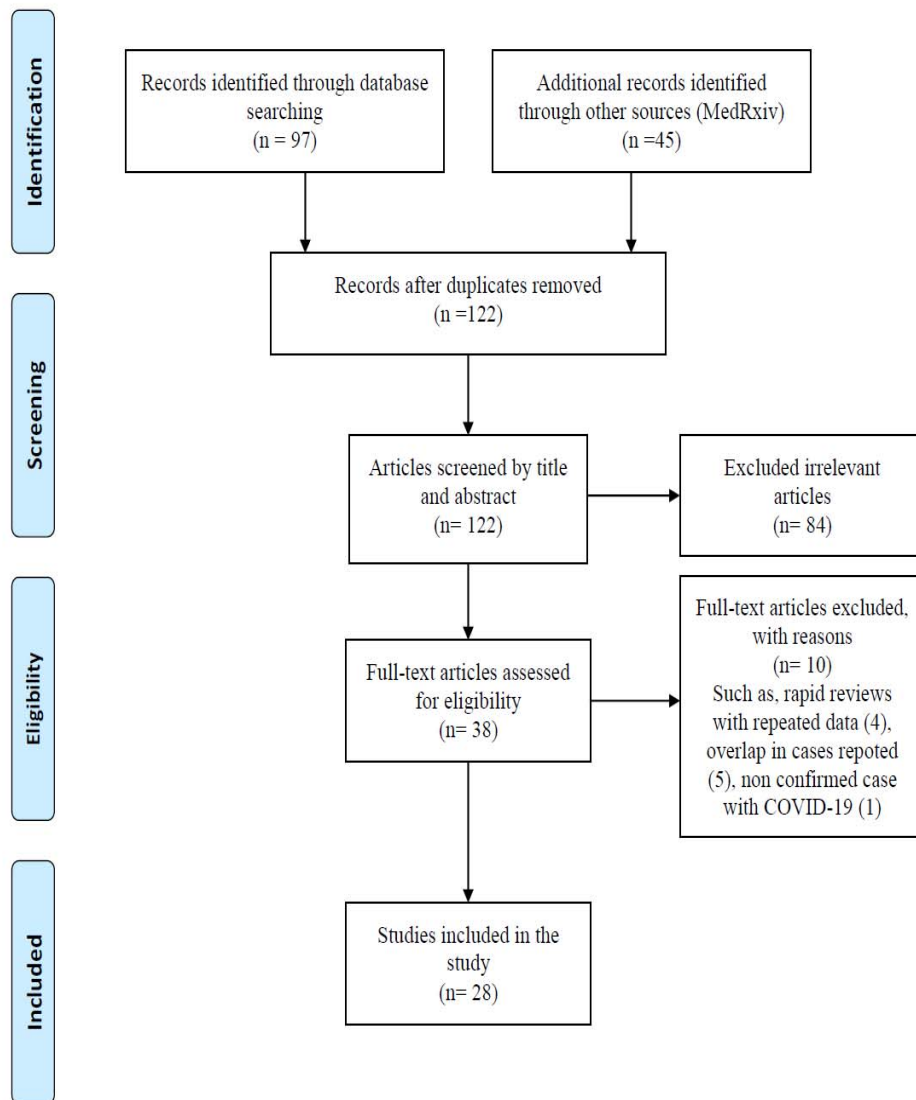 Identification
Records identified through database
searching
(n = 97)
Additional records identified
through other sources (MedRxiv)
(n =45)
Records after duplicates removed
(n =122)
Screening
Articles screened by title
and abstract
(n= 122)
Excluded irrelevant
articles
(n= 84)
Eligibility
Full-text articles assessed
for eligibility
(n= 38)
Full-text articles excluded,
with reasons
(n= 10)
Such as, rapid reviews
with repeated data (4),
overlap in cases repoted
(5), non confirmed case
with COVID-19 (1)
Included
Studies included in the
study
(n= 28)